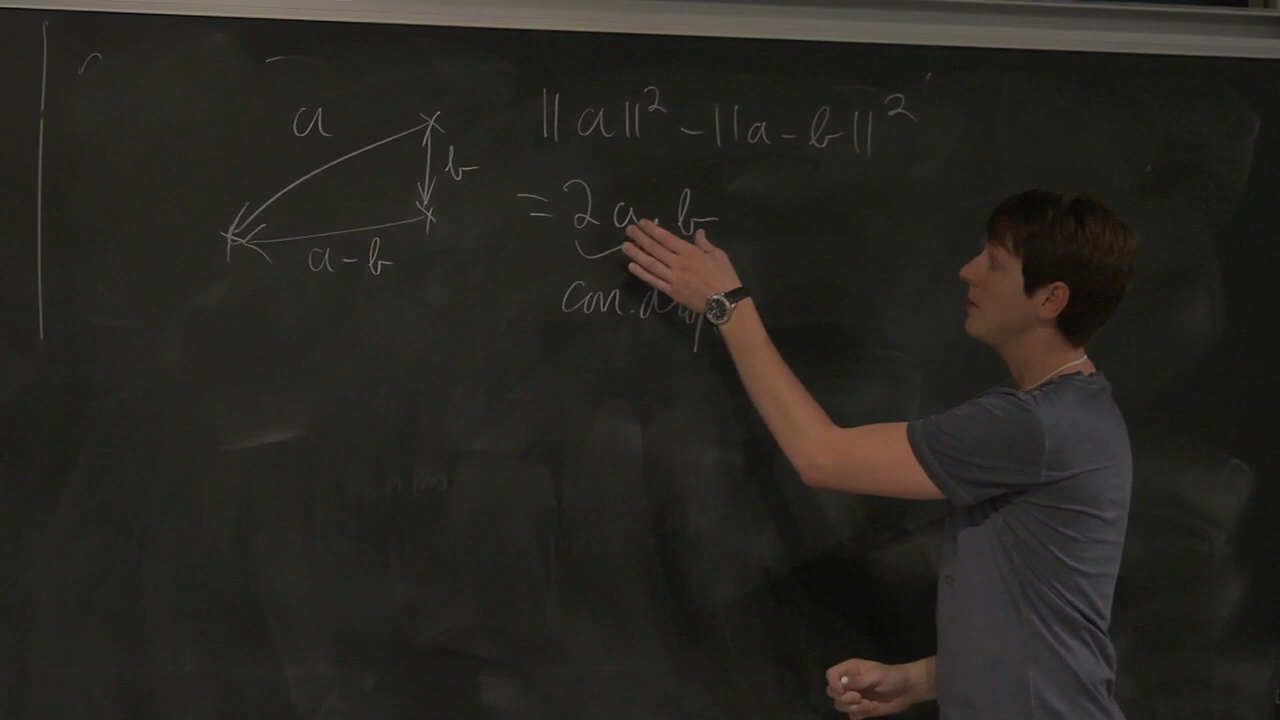 a
b
a - b
|| a ||² - || a - b ||²
= 2 a · b